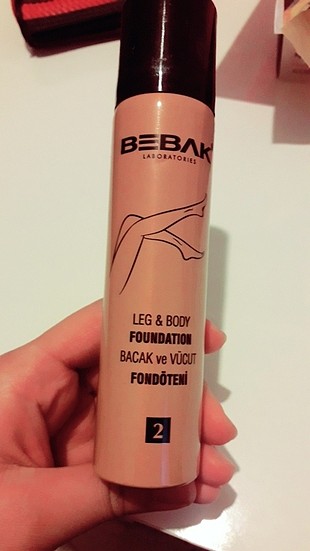 BEBAK
LABORATORIES
LEG & BODY
FOUNDATION
BACAK ve VÜCUT
FONDÖTENİ
2